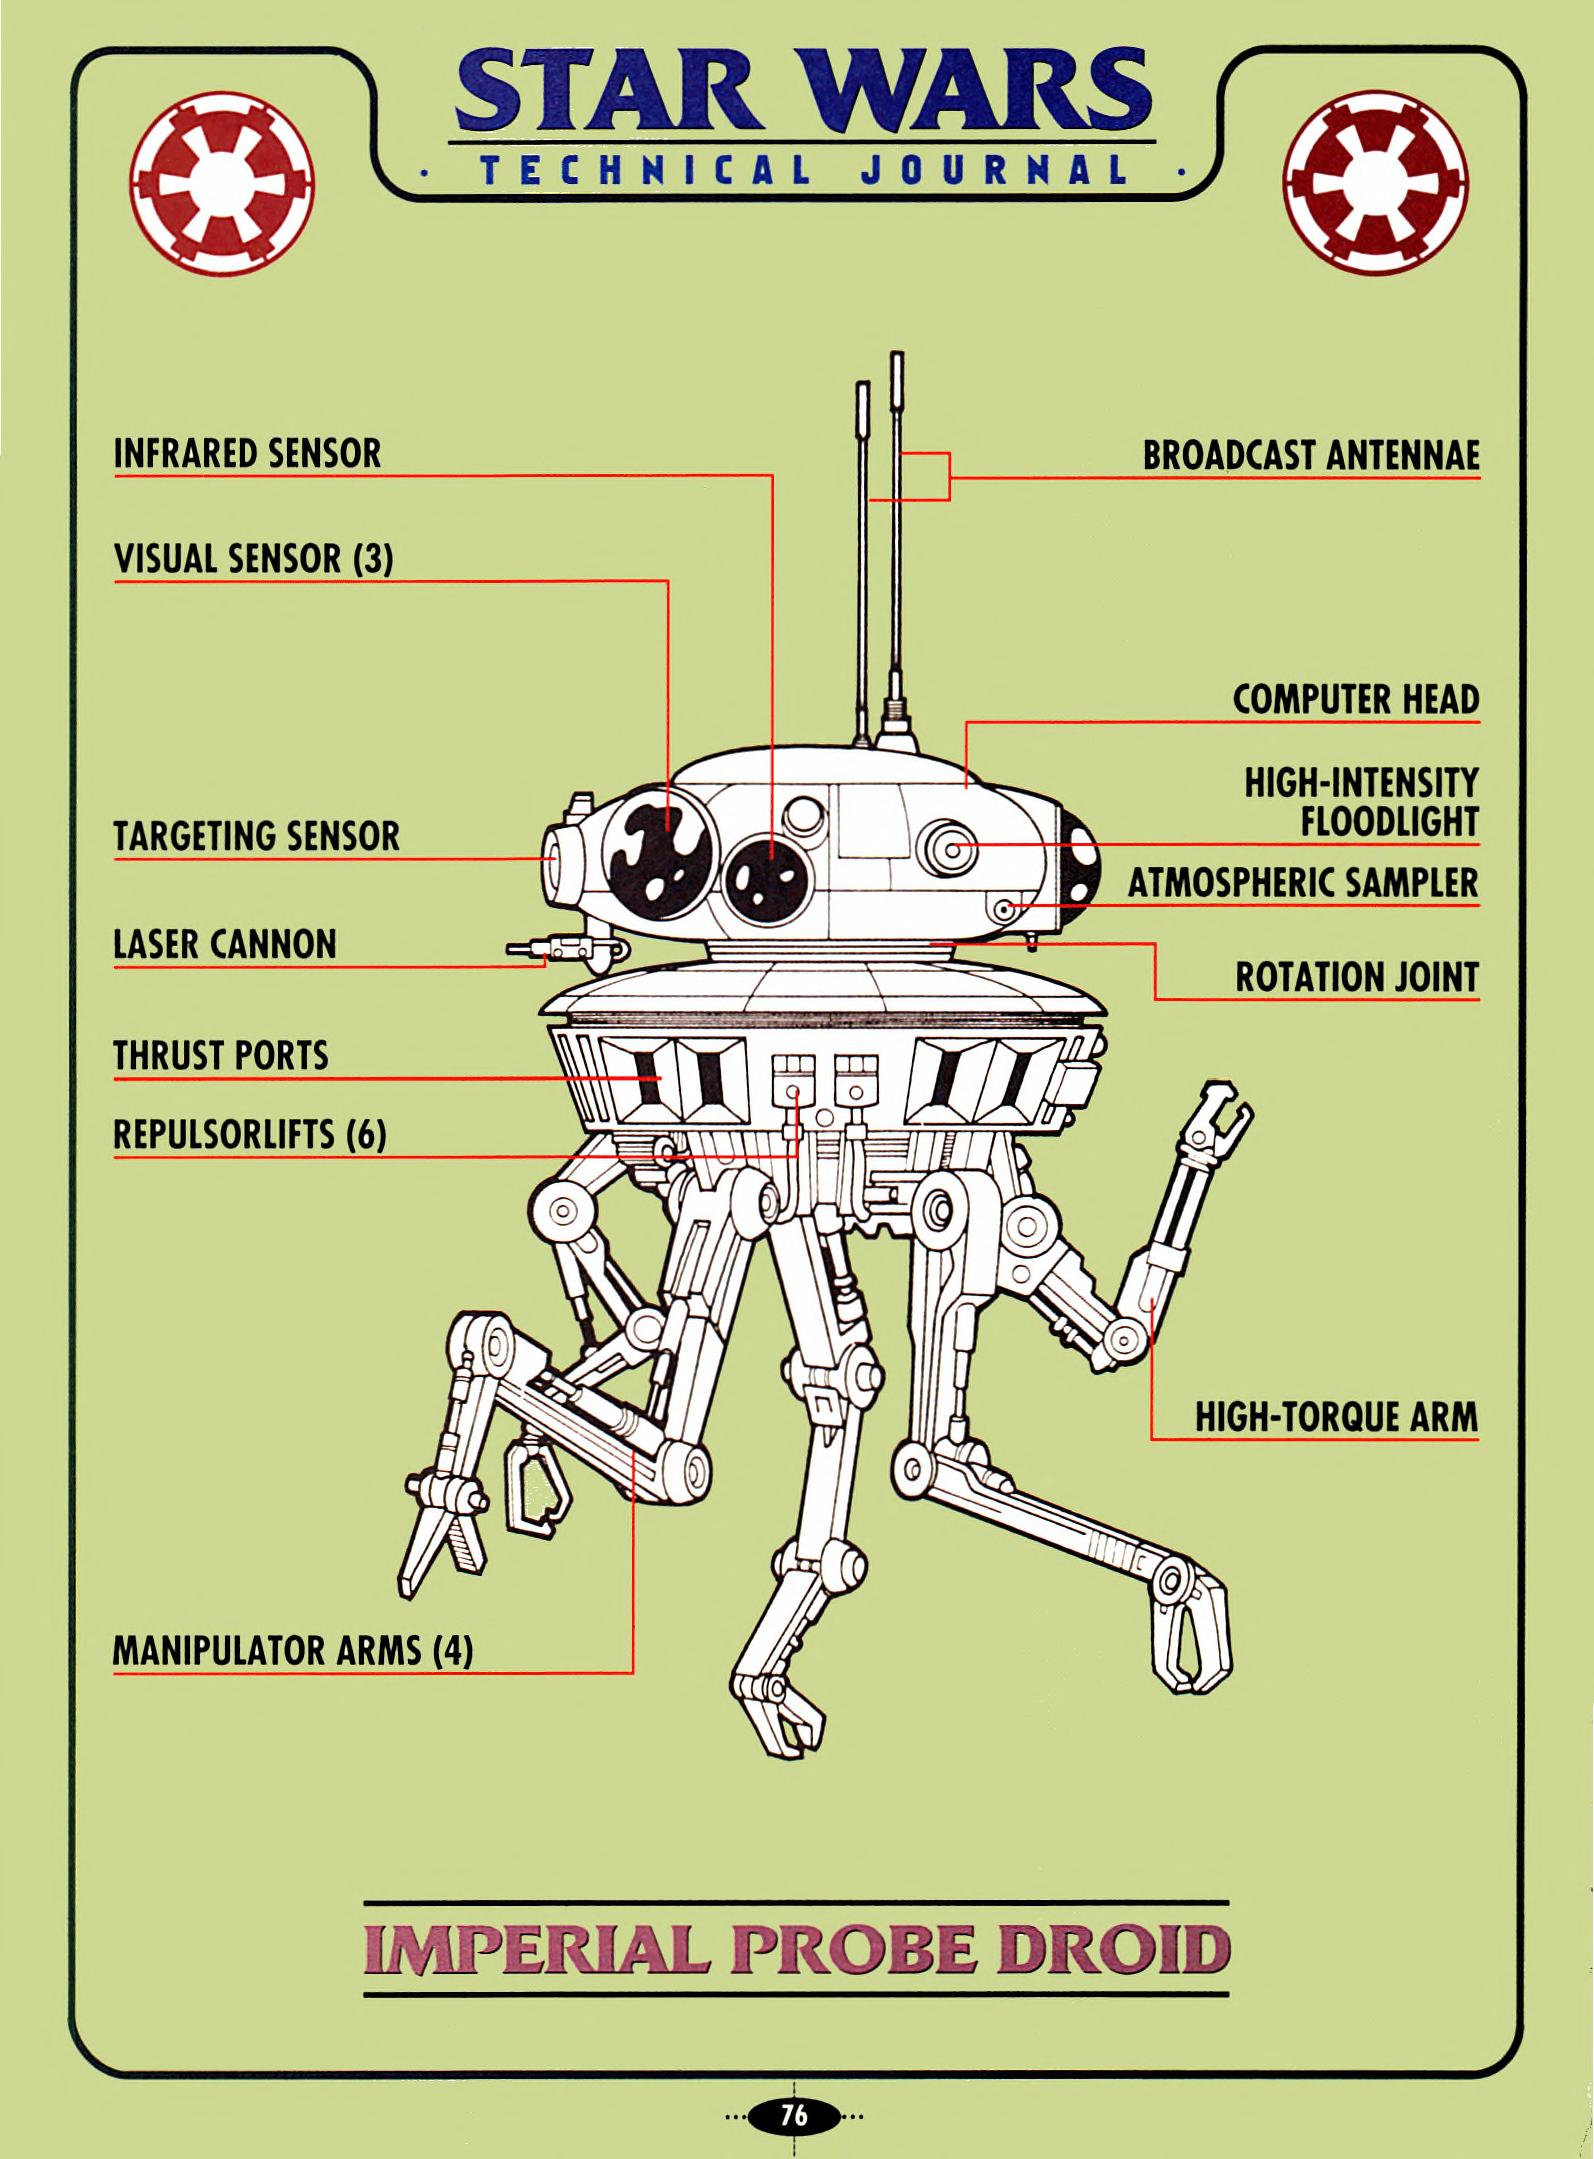 STAR WARS
· TECHNICAL JOURNAL ·
INFRARED SENSOR
BROADCAST ANTENNAE
VISUAL SENSOR (3)
COMPUTER HEAD
HIGH-INTENSITY
FLOODLIGHT
TARGETING SENSOR
ATMOSPHERIC SAMPLER
LASER CANNON
ROTATION JOINT
THRUST PORTS
REPULSORLIFTS (6)
HIGH-TORQUE ARM
MANIPULATOR ARMS (4)
IMPERIAL PROBE DROID
76